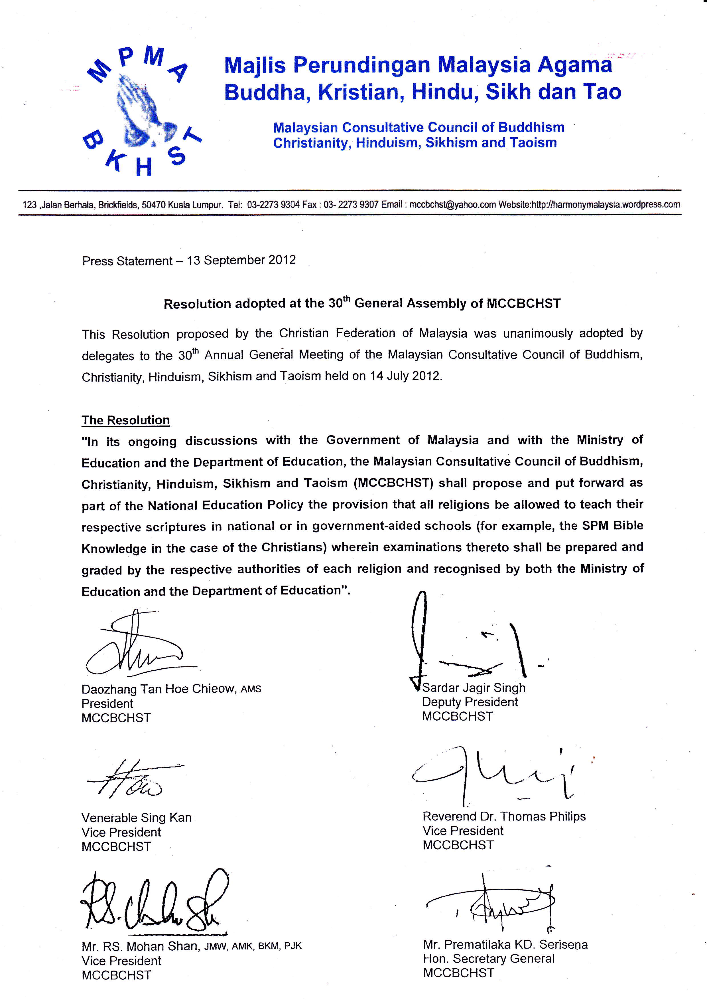 MPMA
BKHST
Majlis Perundingan Malaysia Agama
Buddha, Kristian, Hindu, Sikh dan Tao
Malaysian Consultative Council of Buddhism
Christianity, Hinduism, Sikhism and Taoism
123 ,Jalan Berhala, Brickfields, 50470 Kuala Lumpur. Tel: 03-2273 9304 Fax : 03- 2273 9307 Email : mccbchst@yahoo.com Website:http://harmonymalaysia.wordpress.com
Press Statement – 13 September 2012
Resolution adopted at the 30th General Assembly of MCCBCHST
This Resolution proposed by the Christian Federation of Malaysia was unanimously adopted by
delegates to the 30th Annual General Meeting of the Malaysian Consultative Council of Buddhism,
Christianity, Hinduism, Sikhism and Taoism held on 14 July 2012.
The Resolution
"In its ongoing discussions with the Government of Malaysia and with the Ministry of
Education and the Department of Education, the Malaysian Consultative Council of Buddhism,
Christianity, Hinduism, Sikhism and Taoism (MCCBCHST) shall propose and put forward as
part of the National Education Policy the provision that all religions be allowed to teach their
respective scriptures in national or in government-aided schools (for example, the SPM Bible
Knowledge in the case of the Christians) wherein examinations thereto shall be prepared and
graded by the respective authorities of each religion and recognised by both the Ministry of
Education and the Department of Education".
Daozhang Tan Hoe Chieow, AMS
President
MCCBCHST
Sardar Jagir Singh
Deputy President
MCCBCHST
Venerable Sing Kan
Vice President
MCCBCHST
Reverend Dr. Thomas Philips
Vice President
MCCBCHST
Mr. RS. Mohan Shan, JMW, AMK, BKM, PJK
Vice President
MCCBCHST
Mr. Prematilaka KD. Serisena
Hon. Secretary General
MCCBCHST